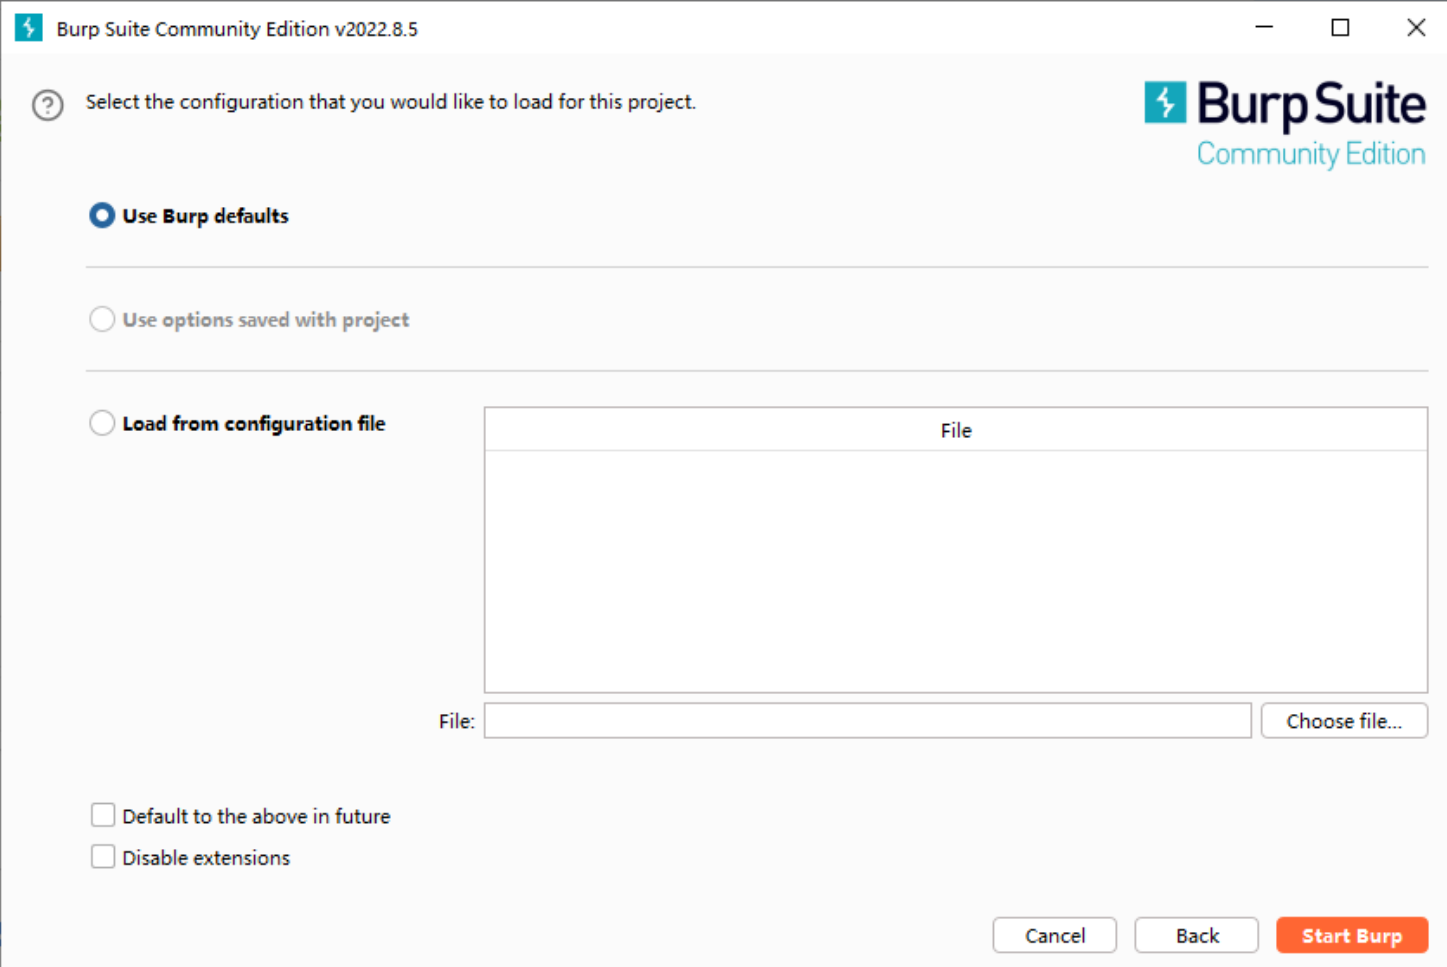 Burp Suite Community Edition v2022.8.5
Select the configuration that you would like to load for this project.
Burp Suite
Community Edition
Use Burp defaults
Use options saved with project
Load from configuration file
File
File:
Choose file...
Default to the above in future
Disable extensions
Cancel
Back
Start Burp